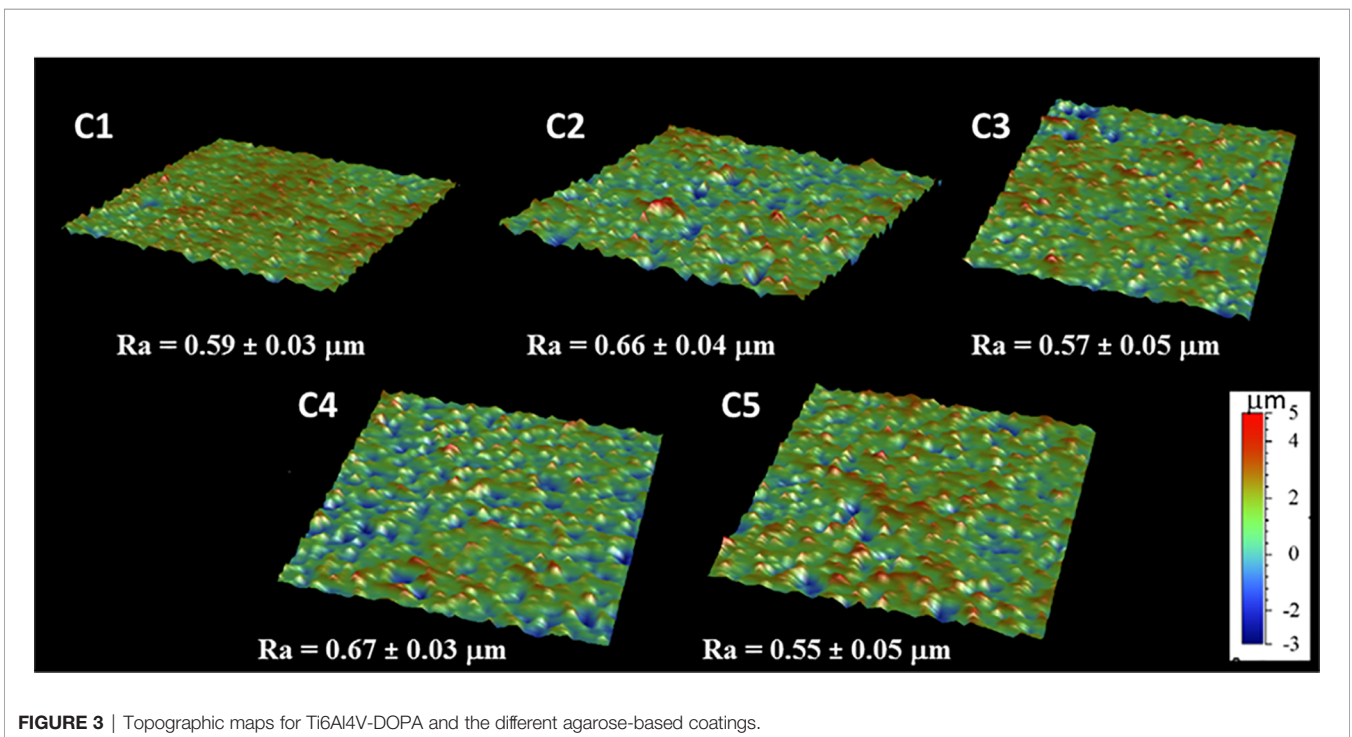 C1
C2
C3
Ra = 0.59 ± 0.03 μm
Ra = 0.66 ± 0.04 μm
Ra = 0.57 ± 0.05 μm
C4
C5
μm
5
4
2
0
-2
-3
Ra = 0.67 ± 0.03 μm
Ra = 0.55 ± 0.05 μm
FIGURE 3 | Topographic maps for Ti6Al4V-DOPA and the different agarose-based coatings.